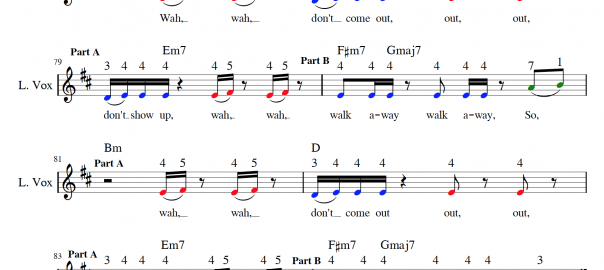 Wah, wah, don't come out, out, out,
Part A Em7 Part B F♯m7 Gmaj7
79 3 4 4 4 4 5 4 5 4 4 4 4 4 4 7 1
L. Vox
don't show up, wah, wah, walk a-way walk a-way, So,
Bm D
81 Part A 4 5 4 5 3 4 4 4 4 4
L. Vox
wah, wah, don't come out out, out,
Part A Em7 F♯m7 Gmaj7
83 3 4 4 4 4 5 4 5 Part B 4 4 4 4 4 4 3